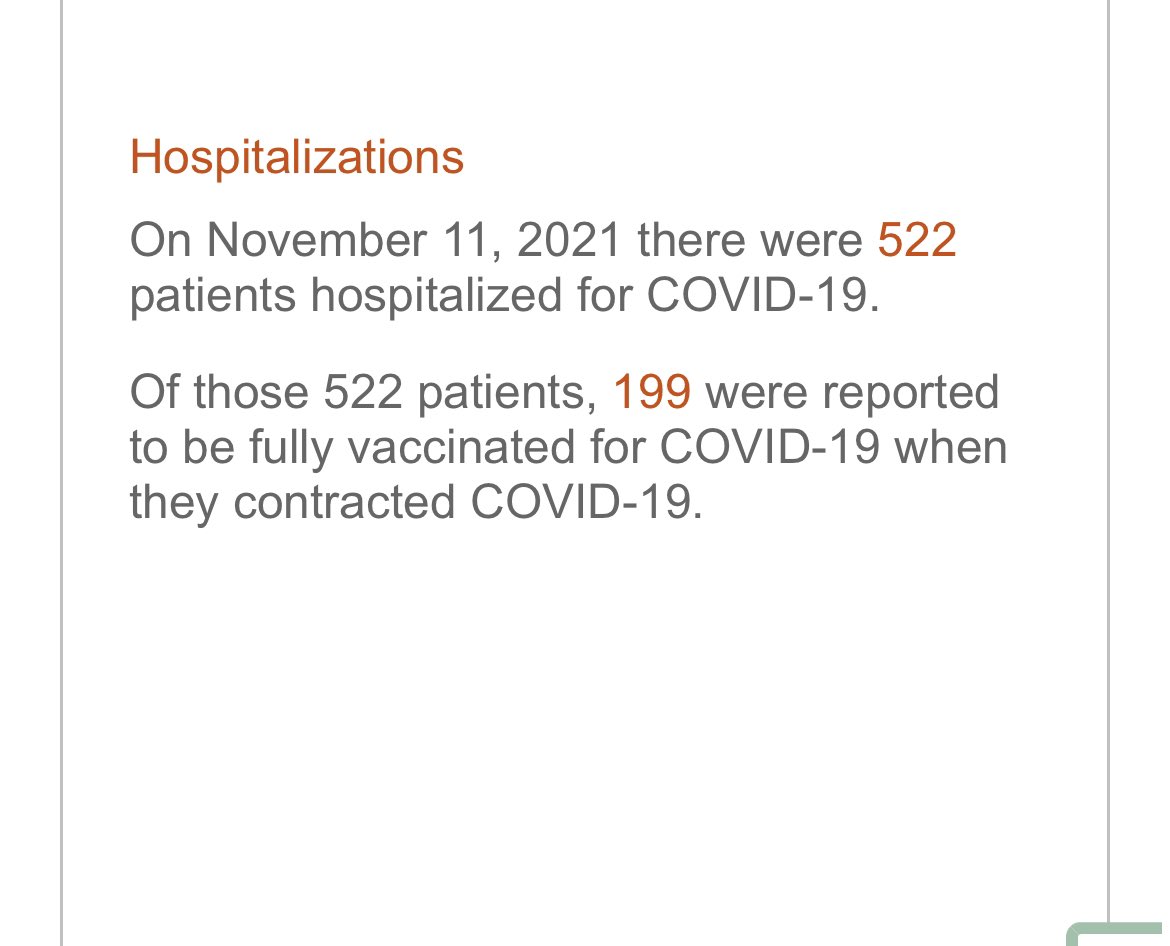 Hospitalizations
On November 11, 2021 there were 522
patients hospitalized for COVID-19.
Of those 522 patients, 199 were reported
to be fully vaccinated for COVID-19 when
they contracted COVID-19.